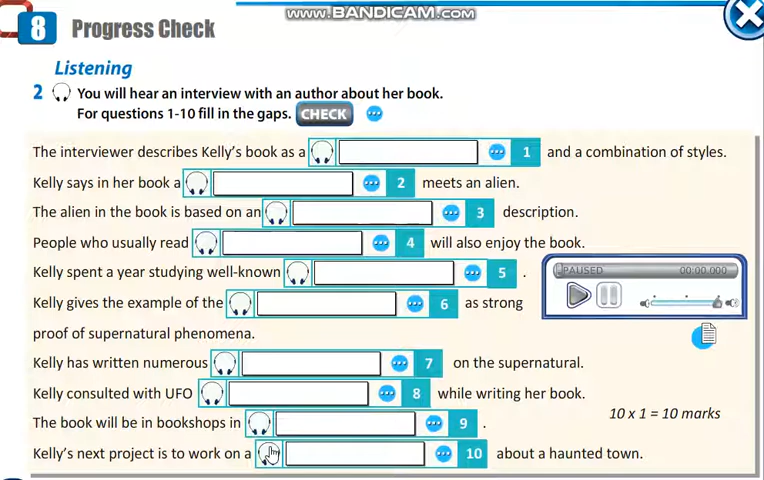 www.BANDICAM.com
8 Progress Check
Listening
2 You will hear an interview with an author about her book.
For questions 1-10 fill in the gaps. CHECK
The interviewer describes Kelly's book as a 1 and a combination of styles.
Kelly says in her book a 2 meets an alien.
The alien in the book is based on an 3 description.
People who usually read 4 will also enjoy the book.
Kelly spent a year studying well-known 5 .
PAUSED 00:00.000
Kelly gives the example of the 6 as strong
proof of supernatural phenomena.
Kelly has written numerous 7 on the supernatural.
Kelly consulted with UFO 8 while writing her book.
10 x 1 = 10 marks
The book will be in bookshops in 9 .
Kelly's next project is to work on a 10 about a haunted town.